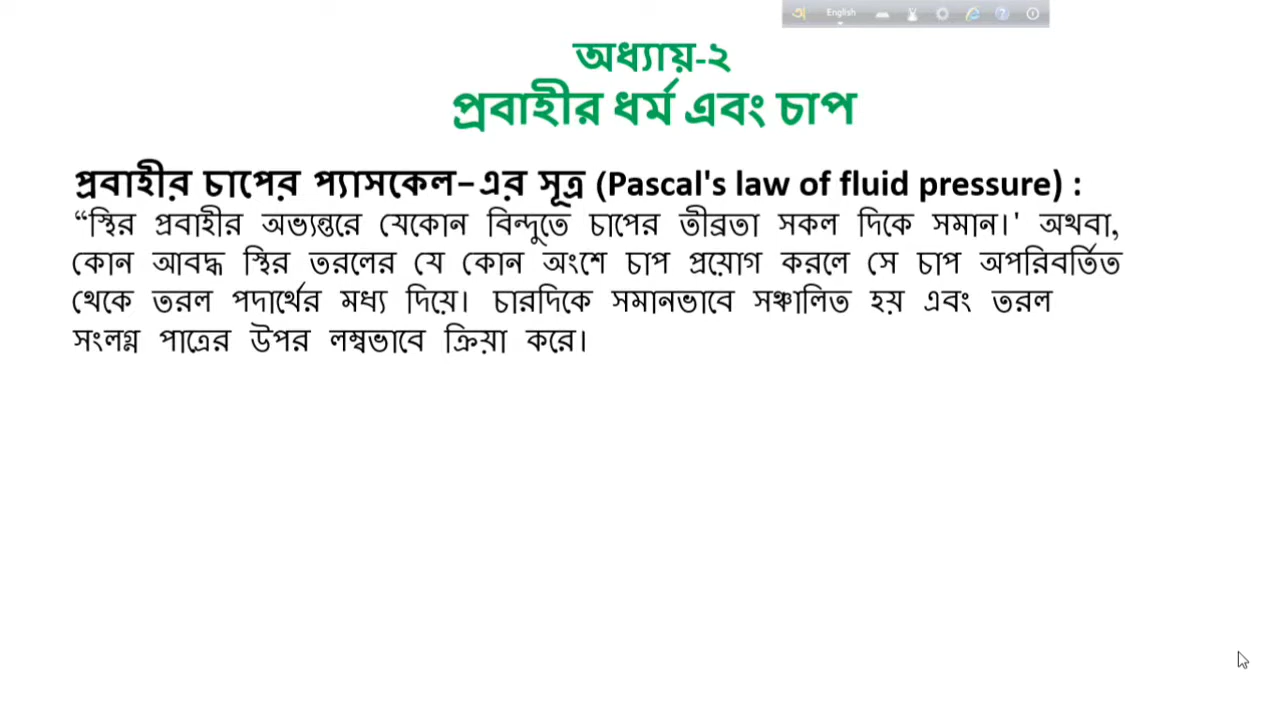 English
অধ্যায়-২
প্রবাহীর ধর্ম এবং চাপ
প্রবাহীর চাপের প্যাসকেল–এর সূত্র (Pascal's law of fluid pressure) :
“স্থির প্রবাহীর অভ্যন্তরে যেকোন বিন্দুতে চাপের তীব্রতা সকল দিকে সমান।' অথবা,
কোন আবদ্ধ স্থির তরলের যে কোন অংশে চাপ প্রয়োগ করলে সে চাপ অপরিবর্তিত
থেকে তরল পদার্থের মধ্য দিয়ে। চারদিকে সমানভাবে সঞ্চালিত হয় এবং তরল
সংলগ্ন পাত্রের উপর লম্বভাবে ক্রিয়া করে।